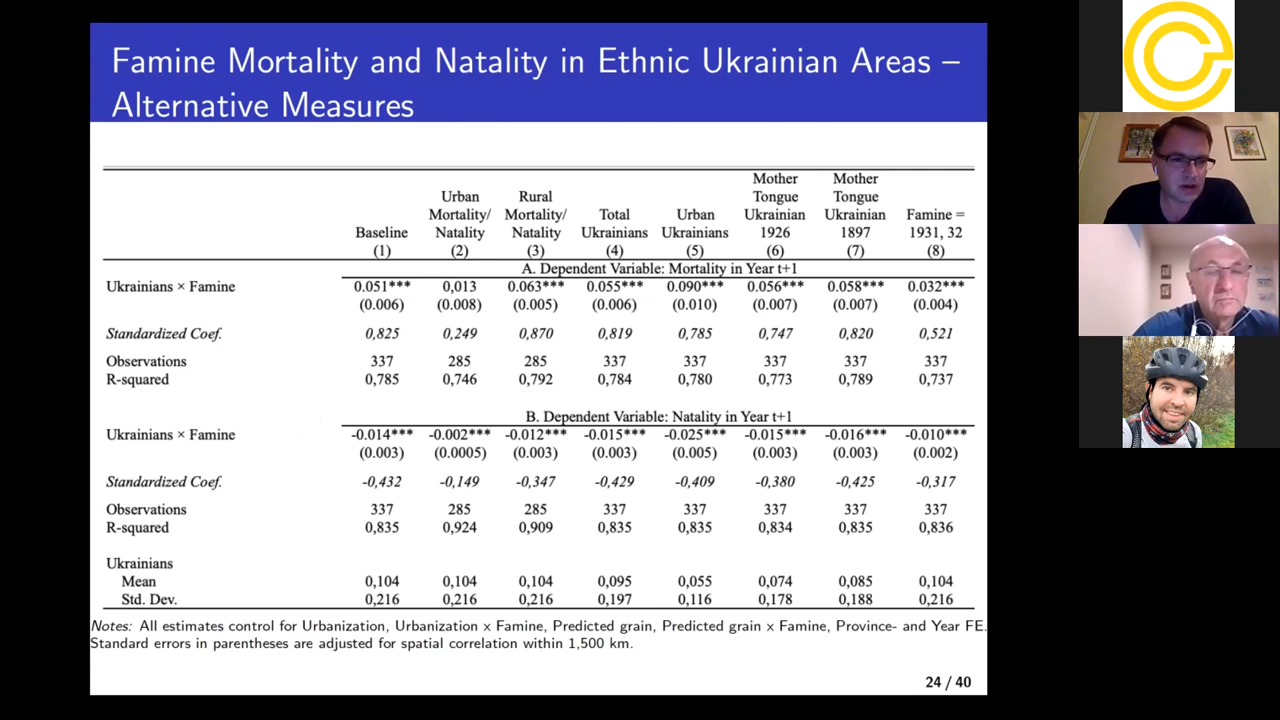 Famine Mortality and Natality in Ethnic Ukrainian Areas –
Alternative Measures
Baseline (1) Urban Mortality/ Natality (2) Rural Mortality/ Natality (3) Total Ukrainians (4) Urban Ukrainians (5) Mother Tongue Ukrainian 1926 (6) Mother Tongue Ukrainian 1897 (7) Famine = 1931, 32 (8)
A. Dependent Variable: Mortality in Year t+1
Ukrainians × Famine 0.051*** 0,013 0.063*** 0.055*** 0.090*** 0.056*** 0.058*** 0.032***
(0.006) (0.008) (0.005) (0.006) (0.010) (0.007) (0.007) (0.004)
Standardized Coef. 0,825 0,249 0,870 0,819 0,785 0,747 0,820 0,521
Observations 337 285 285 337 337 337 337 337
R-squared 0,785 0,746 0,792 0,784 0,780 0,773 0,789 0,737
B. Dependent Variable: Natality in Year t+1
Ukrainians × Famine -0.014*** -0.002*** -0.012*** -0.015*** -0.025*** -0.015*** -0.016*** -0.010***
(0.003) (0.0005) (0.003) (0.003) (0.005) (0.003) (0.003) (0.002)
Standardized Coef. -0,432 -0,149 -0,347 -0,429 -0,409 -0,380 -0,425 -0,317
Observations 337 285 285 337 337 337 337 337
R-squared 0,835 0,924 0,909 0,835 0,835 0,834 0,835 0,836
Ukrainians
Mean 0,104 0,104 0,104 0,095 0,055 0,074 0,085 0,104
Std. Dev. 0,216 0,216 0,216 0,197 0,116 0,178 0,188 0,216
Notes: All estimates control for Urbanization, Urbanization x Famine, Predicted grain, Predicted grain x Famine, Province- and Year FE.
Standard errors in parentheses are adjusted for spatial correlation within 1,500 km.
24 / 40